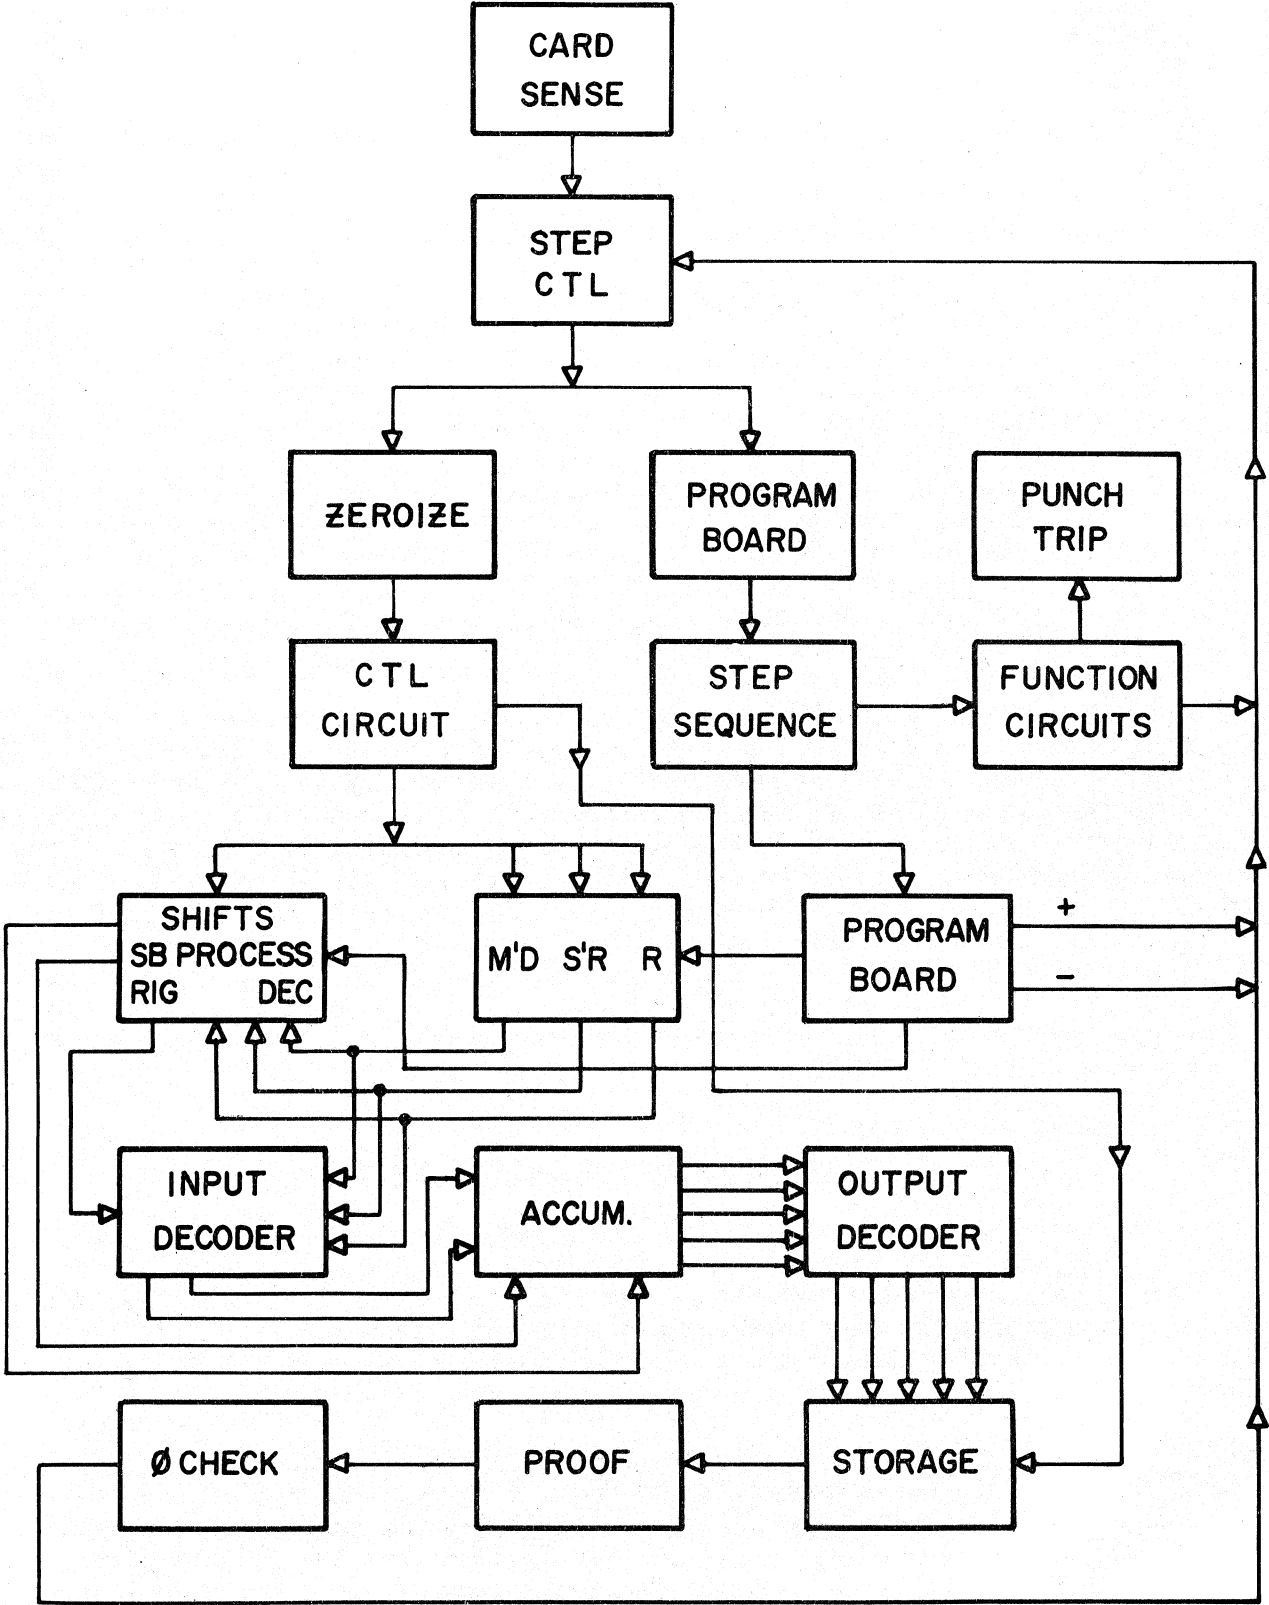 CARD
SENSE
STEP
CTL
ZEROIZE
PROGRAM
BOARD
PUNCH
TRIP
CTL
CIRCUIT
STEP
SEQUENCE
FUNCTION
CIRCUITS
SHIFTS
SB PROCESS
RIG DEC
M'D S'R R
PROGRAM
BOARD
+
−
INPUT
DECODER
ACCUM.
OUTPUT
DECODER
Ø CHECK
PROOF
STORAGE